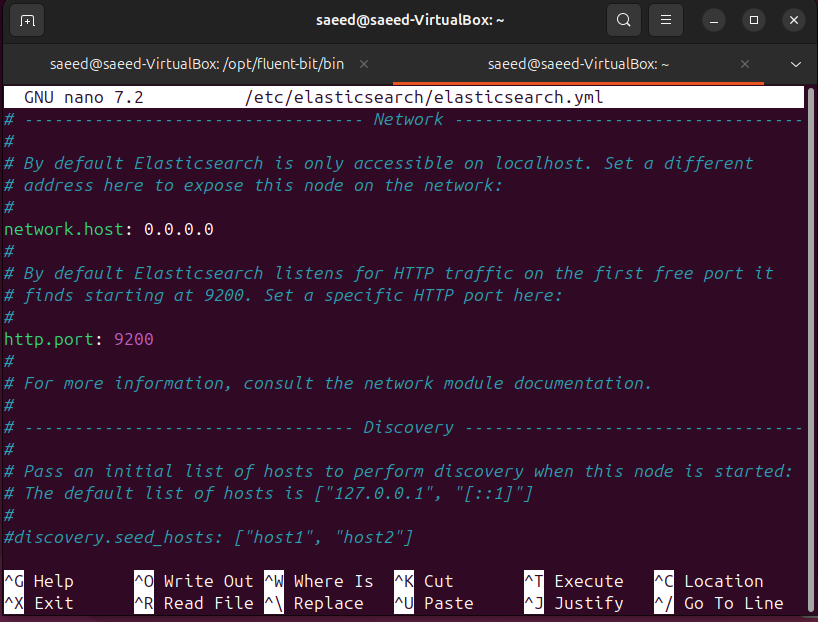 saeed@saeed-VirtualBox: ~
saeed@saeed-VirtualBox: /opt/fluent-bit/bin
saeed@saeed-VirtualBox: ~
GNU nano 7.2 /etc/elasticsearch/elasticsearch.yml
# ---------------------------------- Network -----------------------------------
#
# By default Elasticsearch is only accessible on localhost. Set a different
# address here to expose this node on the network:
#
network.host: 0.0.0.0
#
# By default Elasticsearch listens for HTTP traffic on the first free port it
# finds starting at 9200. Set a specific HTTP port here:
#
http.port: 9200
#
# For more information, consult the network module documentation.
#
# --------------------------------- Discovery ----------------------------------
#
# Pass an initial list of hosts to perform discovery when this node is started:
# The default list of hosts is ["127.0.0.1", "[::1]"]
#
#discovery.seed_hosts: ["host1", "host2"]
^G Help ^O Write Out ^W Where Is ^K Cut ^T Execute ^C Location
^X Exit ^R Read File ^\ Replace ^U Paste ^J Justify ^/ Go To Line